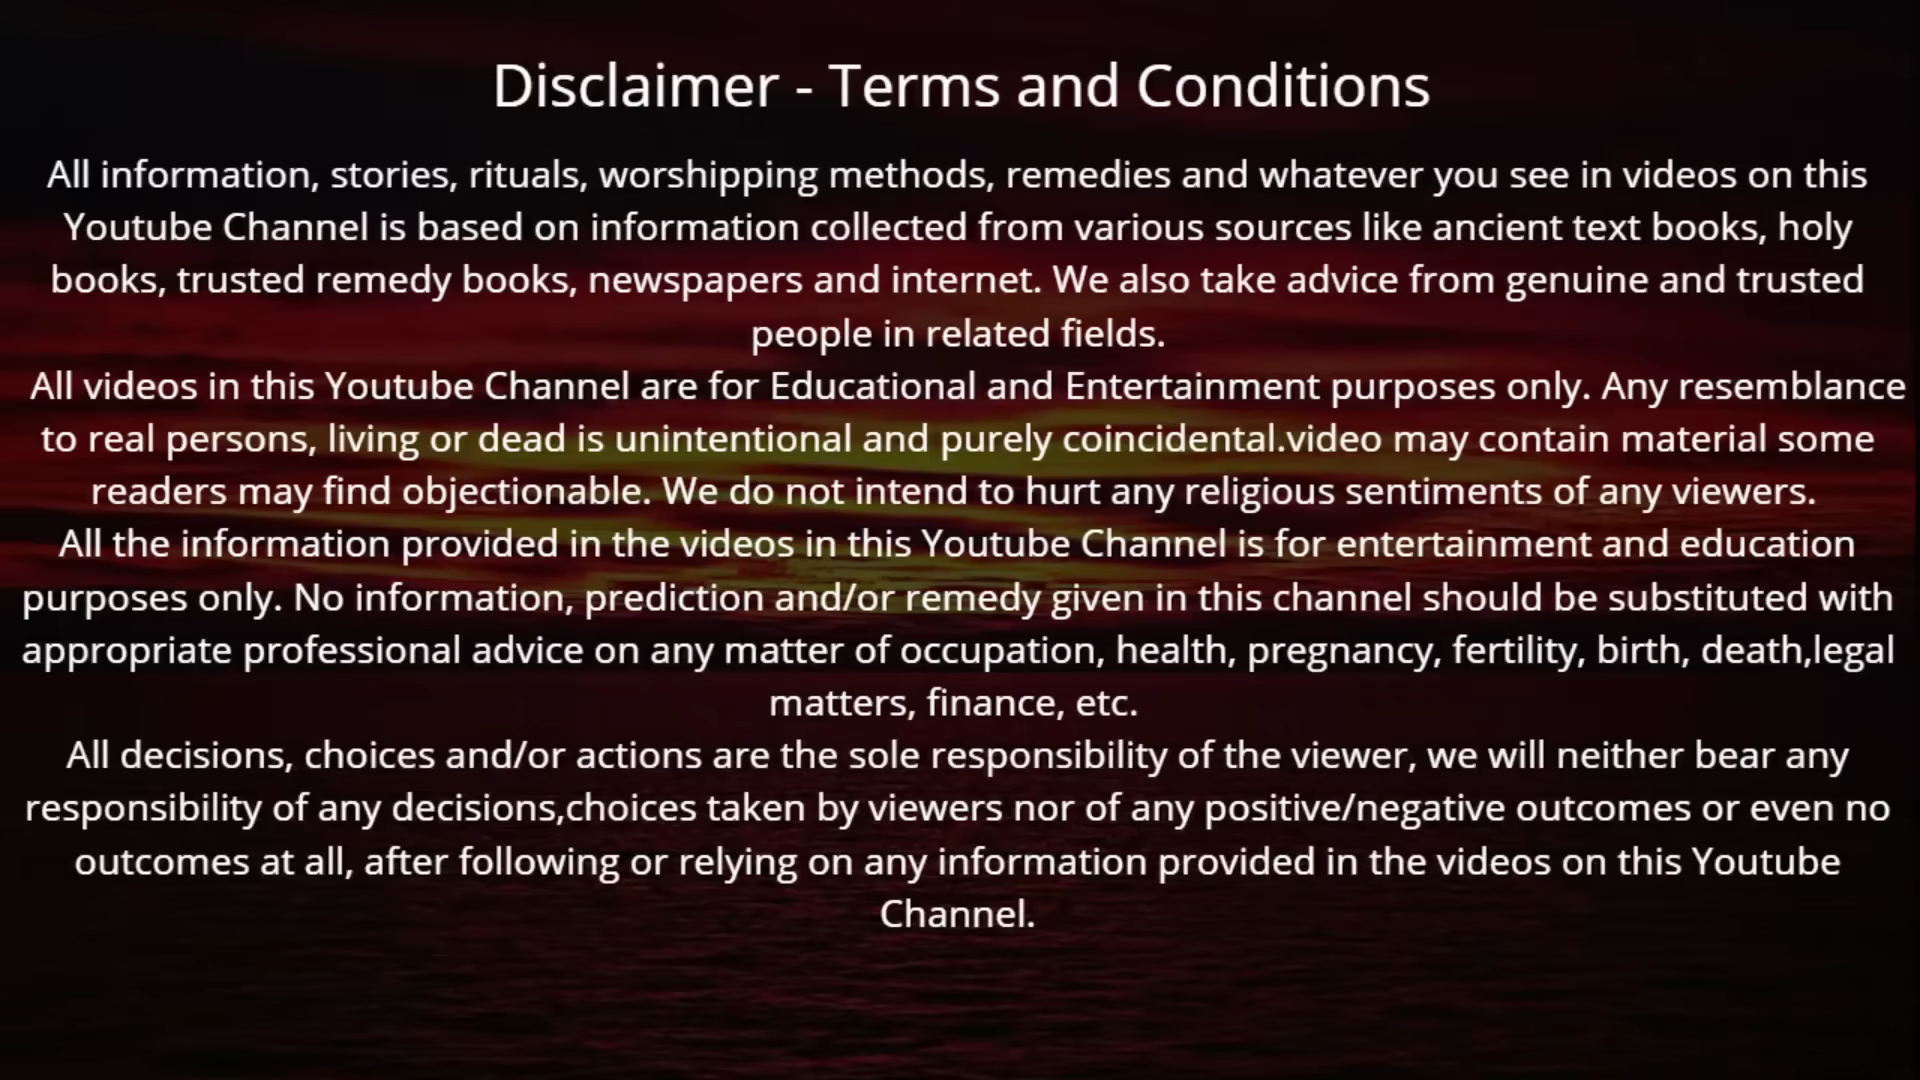 Disclaimer - Terms and Conditions
All information, stories, rituals, worshipping methods, remedies and whatever you see in videos on this
Youtube Channel is based on information collected from various sources like ancient text books, holy
books, trusted remedy books, newspapers and internet. We also take advice from genuine and trusted
people in related fields.
All videos in this Youtube Channel are for Educational and Entertainment purposes only. Any resemblance
to real persons, living or dead is unintentional and purely coincidental.video may contain material some
readers may find objectionable. We do not intend to hurt any religious sentiments of any viewers.
All the information provided in the videos in this Youtube Channel is for entertainment and education
purposes only. No information, prediction and/or remedy given in this channel should be substituted with
appropriate professional advice on any matter of occupation, health, pregnancy, fertility, birth, death,legal
matters, finance, etc.
All decisions, choices and/or actions are the sole responsibility of the viewer, we will neither bear any
responsibility of any decisions,choices taken by viewers nor of any positive/negative outcomes or even no
outcomes at all, after following or relying on any information provided in the videos on this Youtube
Channel.